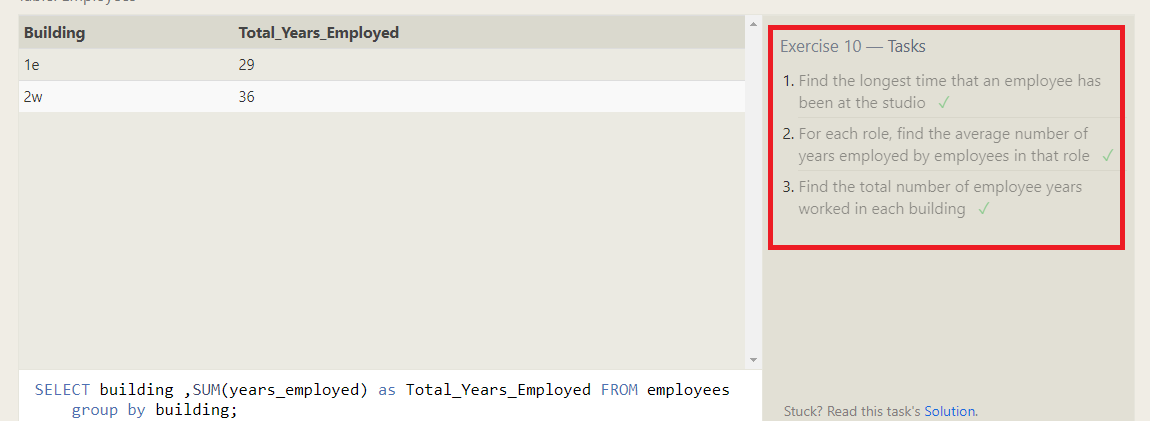 Table: Employees
Building Total_Years_Employed
1e 29
2w 36
SELECT building ,SUM(years_employed) as Total_Years_Employed FROM employees
group by building;
Exercise 10 — Tasks
1. Find the longest time that an employee has
been at the studio ✓
2. For each role, find the average number of
years employed by employees in that role ✓
3. Find the total number of employee years
worked in each building ✓
Stuck? Read this task's Solution.